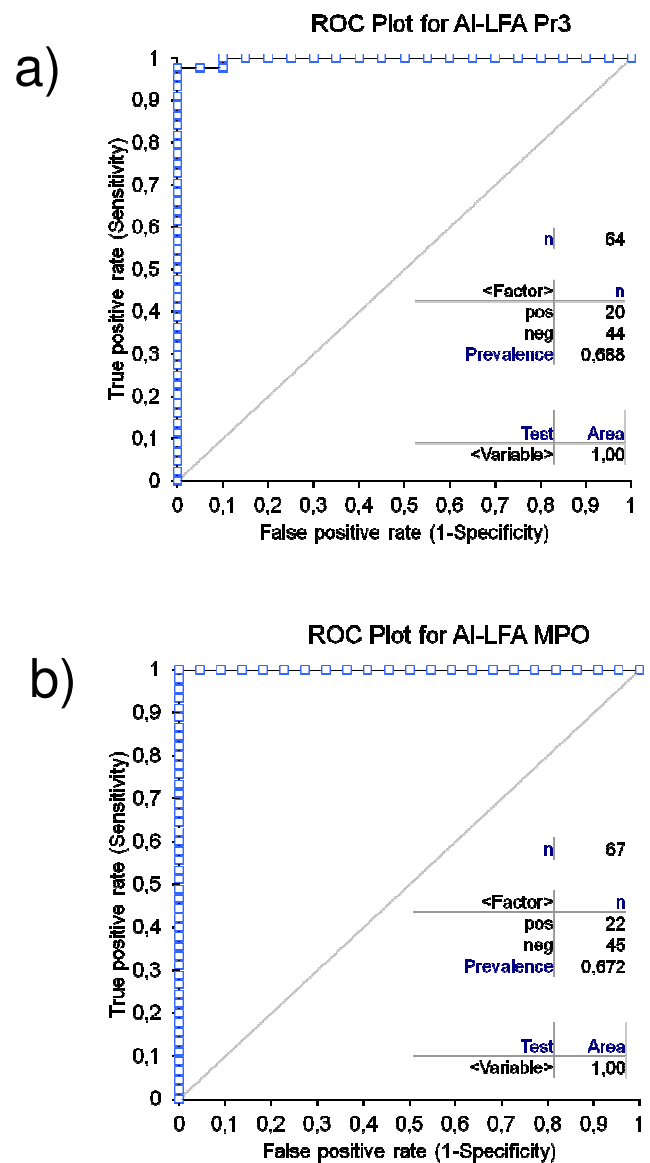 ROC Plot for AI-LFA Pr3
a)
True positive rate (Sensitivity)
1
0,9
0,8
0,7
0,6
0,5
0,4
0,3
0,2
0,1
0
n 64
<Factor> n
pos 20
neg 44
Prevalence 0,688
Test Area
<Variable> 1,00
0 0,1 0,2 0,3 0,4 0,5 0,6 0,7 0,8 0,9 1
False positive rate (1-Specificity)
ROC Plot for AI-LFA MPO
b)
True positive rate (Sensitivity)
1
0,9
0,8
0,7
0,6
0,5
0,4
0,3
0,2
0,1
0
n 67
<Factor> n
pos 22
neg 45
Prevalence 0,672
Test Area
<Variable> 1,00
0 0,1 0,2 0,3 0,4 0,5 0,6 0,7 0,8 0,9 1
False positive rate (1-Specificity)